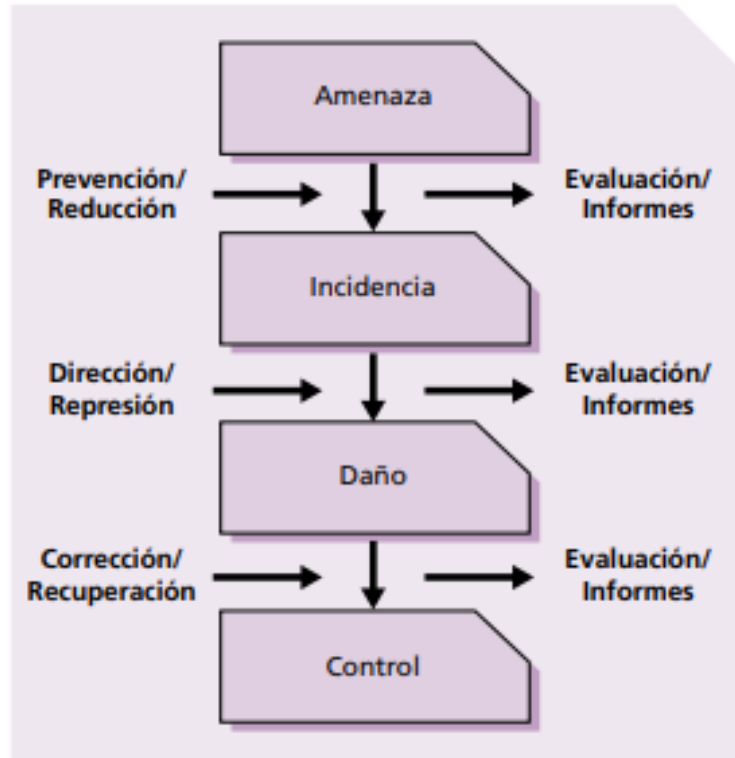 Amenaza
Prevención/
Reducción
Evaluación/
Informes
Incidencia
Dirección/
Represión
Evaluación/
Informes
Daño
Corrección/
Recuperación
Evaluación/
Informes
Control